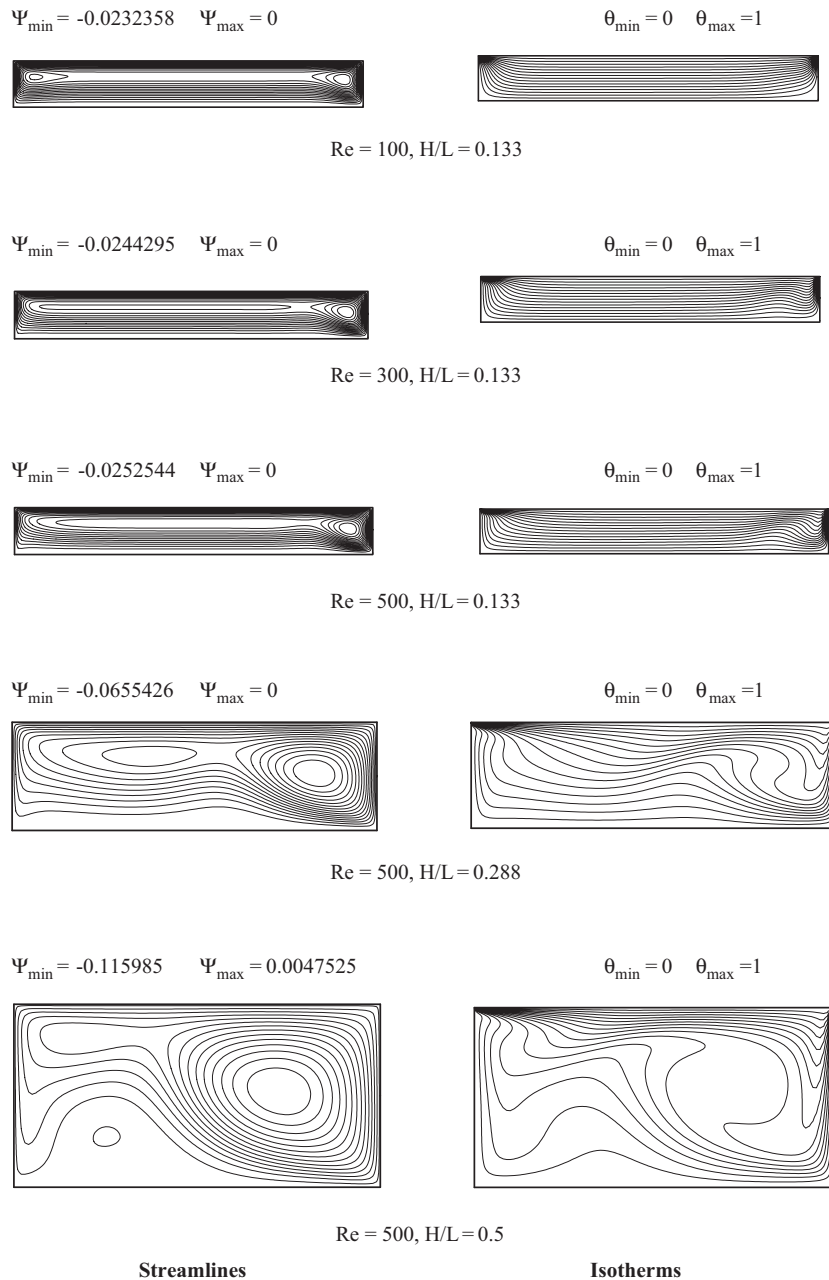 Ψmin = -0.0232358 Ψmax = 0 θmin = 0 θmax =1
Re = 100, H/L = 0.133
Ψmin = -0.0244295 Ψmax = 0 θmin = 0 θmax =1
Re = 300, H/L = 0.133
Ψmin = -0.0252544 Ψmax = 0 θmin = 0 θmax =1
Re = 500, H/L = 0.133
Ψmin = -0.0655426 Ψmax = 0 θmin = 0 θmax =1
Re = 500, H/L = 0.288
Ψmin = -0.115985 Ψmax = 0.0047525 θmin = 0 θmax =1
Re = 500, H/L = 0.5
Streamlines Isotherms